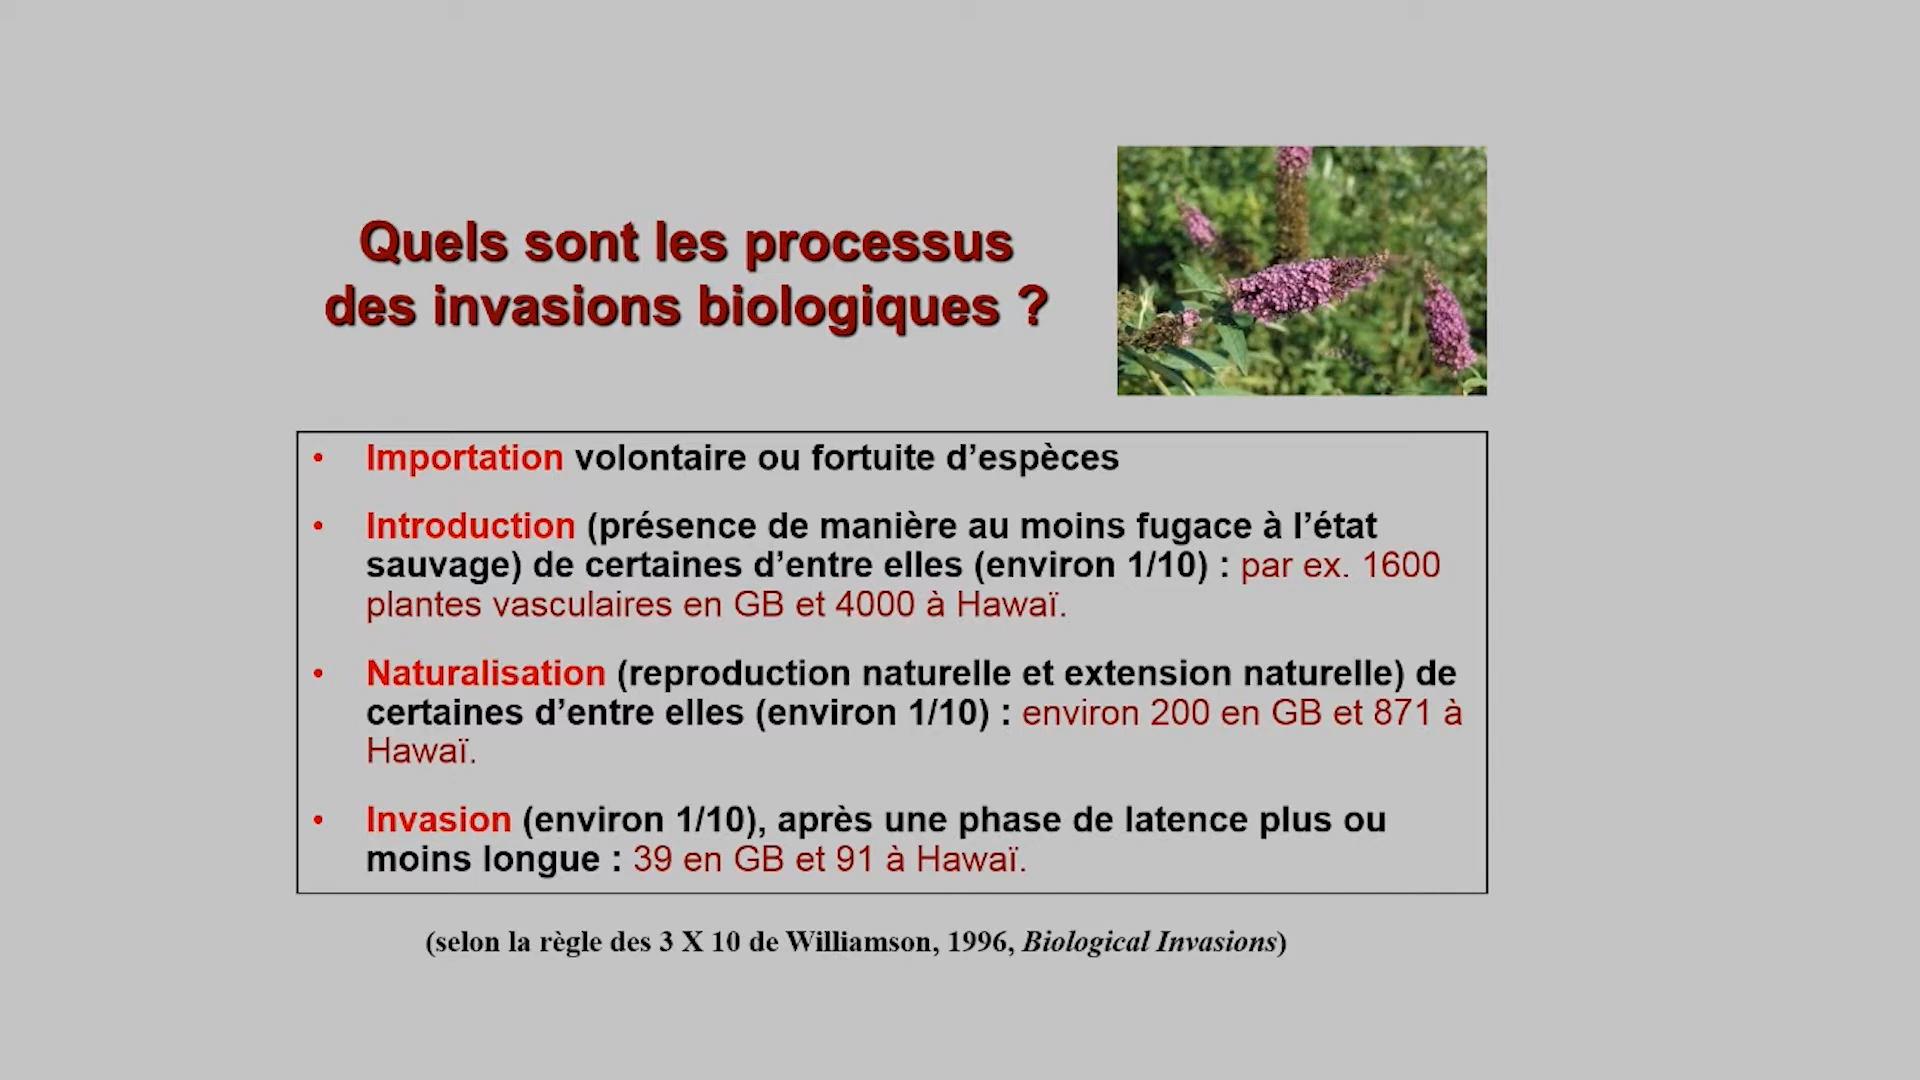 Quels sont les processus
des invasions biologiques ?
• Importation volontaire ou fortuite d’espèces
• Introduction (présence de manière au moins fugace à l’état
sauvage) de certaines d’entre elles (environ 1/10) : par ex. 1600
plantes vasculaires en GB et 4000 à Hawaï.
• Naturalisation (reproduction naturelle et extension naturelle) de
certaines d’entre elles (environ 1/10) : environ 200 en GB et 871 à
Hawaï.
• Invasion (environ 1/10), après une phase de latence plus ou
moins longue : 39 en GB et 91 à Hawaï.
(selon la règle des 3 X 10 de Williamson, 1996, Biological Invasions)